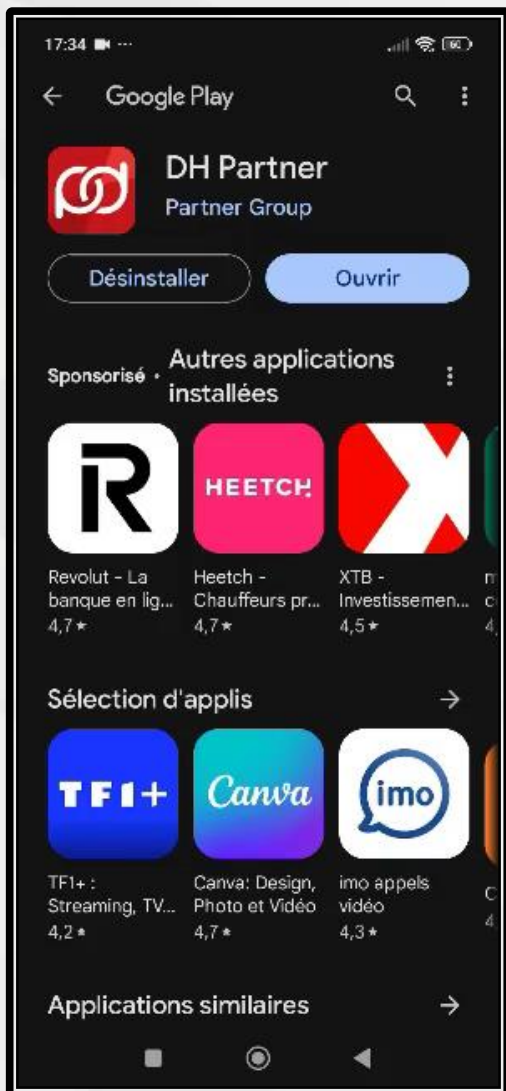 17:34
60
Google Play
DH Partner
Partner Group
Désinstaller
Ouvrir
Sponsorisé •
Autres applications
installées
R
HEETCH
Revolut - La
banque en lig...
4,7★
Heetch -
Chauffeurs pr...
4,7★
XTB -
Investissemen...
4,5★
Sélection d'applis
TF1+
Canva
imo
TF1+ :
Streaming, TV...
4,2★
Canva: Design,
Photo et Vidéo
4,7★
imo appels
vidéo
4,3★
Applications similaires